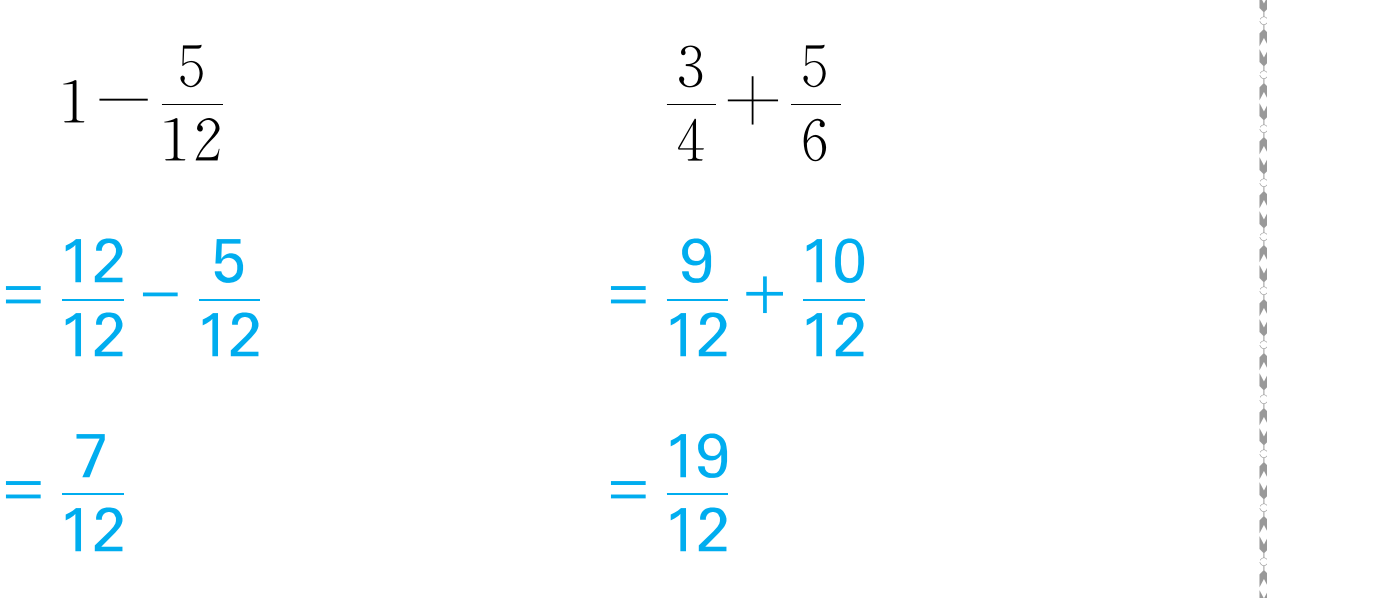 1 - 5/12
= 12/12 - 5/12
= 7/12
3/4 + 5/6
= 9/12 + 10/12
= 19/12